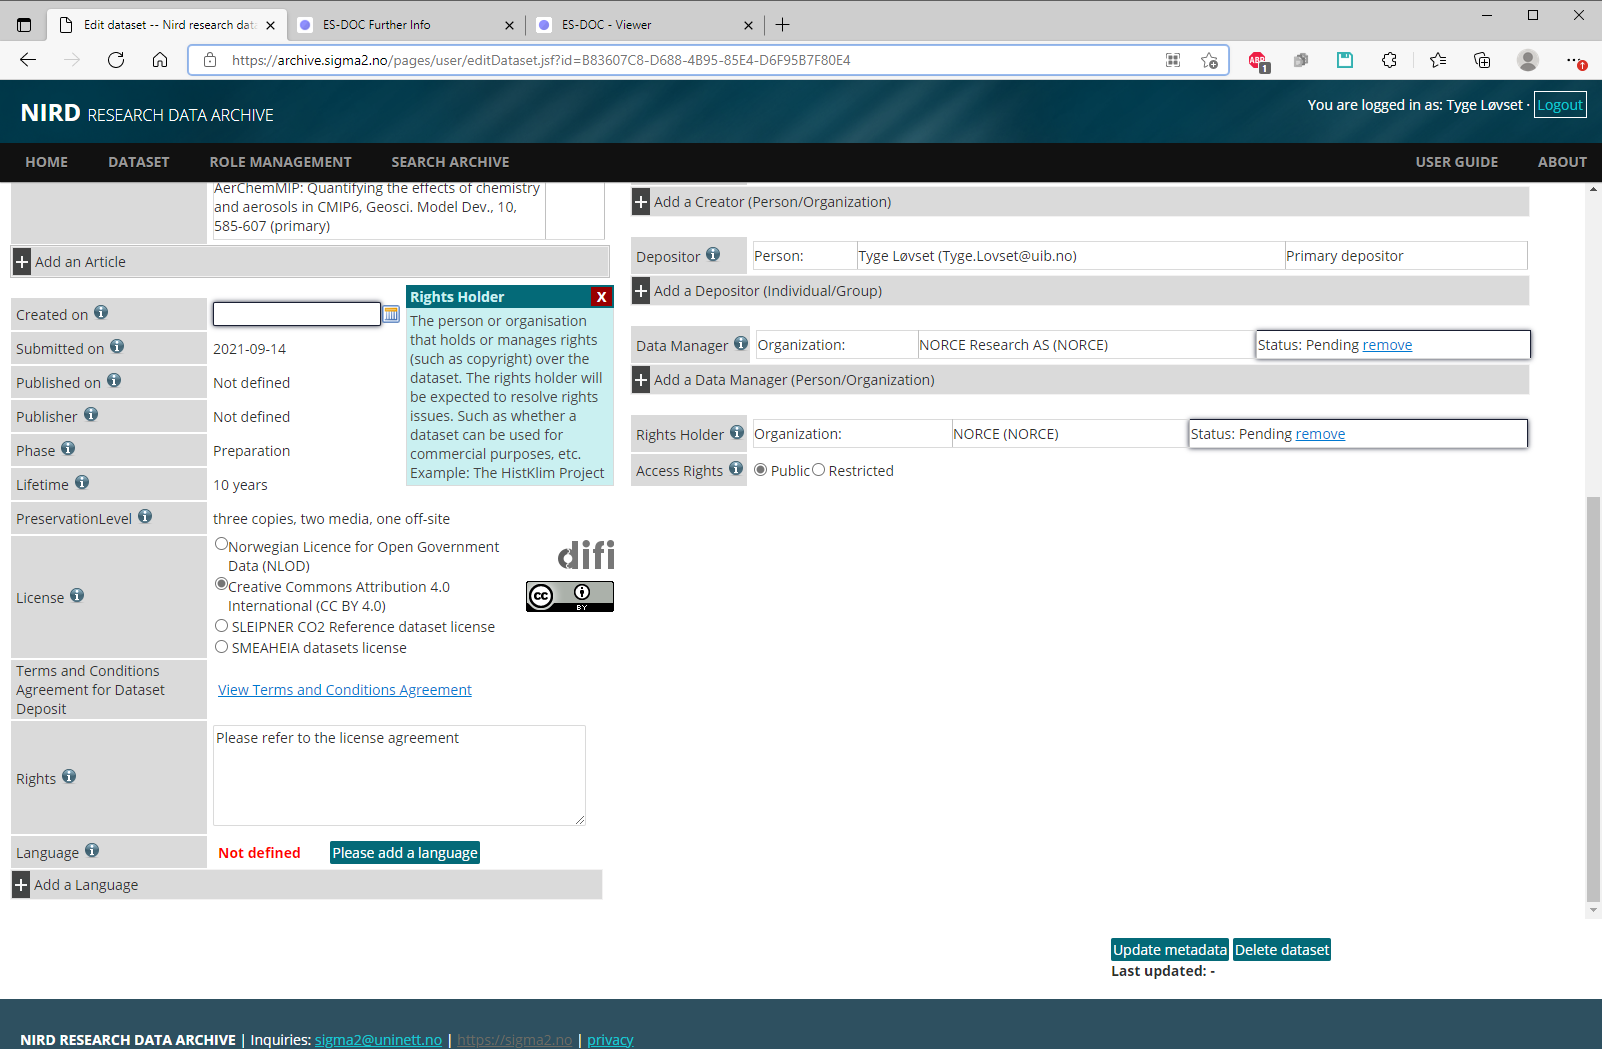 Edit dataset -- Nird research data
ES-DOC Further Info
ES-DOC - Viewer
https://archive.sigma2.no/pages/user/editDataset.jsf?id=B83607C8-D688-4B95-85E4-D6F95B7F80E4
ABP
1
NIRD RESEARCH DATA ARCHIVE
You are logged in as: Tyge Løvset · Logout
HOME DATASET ROLE MANAGEMENT SEARCH ARCHIVE USER GUIDE ABOUT
AerChemMIP: Quantifying the effects of chemistry
and aerosols in CMIP6, Geosci. Model Dev., 10,
585-607 (primary)
+ Add an Article
Created on
Submitted on 2021-09-14
Published on Not defined
Publisher Not defined
Phase Preparation
Lifetime 10 years
PreservationLevel three copies, two media, one off-site
Rights Holder X
The person or organisation
that holds or manages rights
(such as copyright) over the
dataset. The rights holder will
be expected to resolve rights
issues. Such as whether a
dataset can be used for
commercial purposes, etc.
Example: The HistKlim Project
License
Norwegian Licence for Open Government
Data (NLOD)
difi
Creative Commons Attribution 4.0
International (CC BY 4.0)
cc
BY
SLEIPNER CO2 Reference dataset license
SMEAHEIA datasets license
Terms and Conditions
Agreement for Dataset
Deposit
View Terms and Conditions Agreement
Rights
Please refer to the license agreement
Language Not defined Please add a language
+ Add a Language
+ Add a Creator (Person/Organization)
Depositor Person: Tyge Løvset (Tyge.Lovset@uib.no) Primary depositor
+ Add a Depositor (Individual/Group)
Data Manager Organization: NORCE Research AS (NORCE) Status: Pending remove
+ Add a Data Manager (Person/Organization)
Rights Holder Organization: NORCE (NORCE) Status: Pending remove
Access Rights Public Restricted
Update metadata Delete dataset
Last updated: -
NIRD RESEARCH DATA ARCHIVE | Inquiries: sigma2@uninett.no | https://sigma2.no | privacy